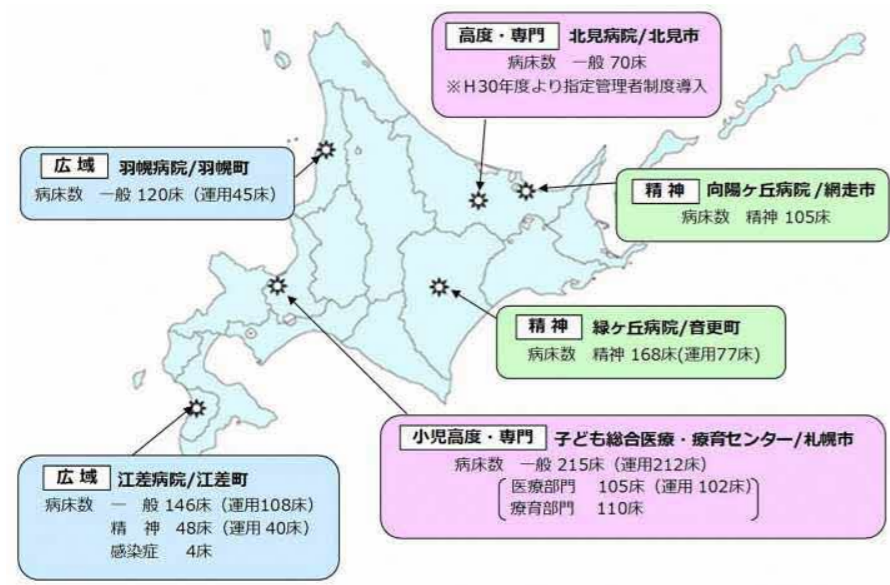 高度・専門 北見病院/北見市
病床数 一般 70床
※H30年度より指定管理者制度導入
広 域 羽幌病院/羽幌町
病床数 一般 120床（運用45床）
精 神 向陽ヶ丘病院/網走市
病床数 精神 105床
精 神 緑ヶ丘病院/音更町
病床数 精神 168床(運用77床)
小児高度・専門 子ども総合医療・療育センター/札幌市
病床数 一般 215床（運用212床）
医療部門 105床（運用 102床）
療育部門 110床
広 域 江差病院/江差町
病床数 一 般 146床（運用108床）
精 神 48床（運用 40床）
感染症 4床